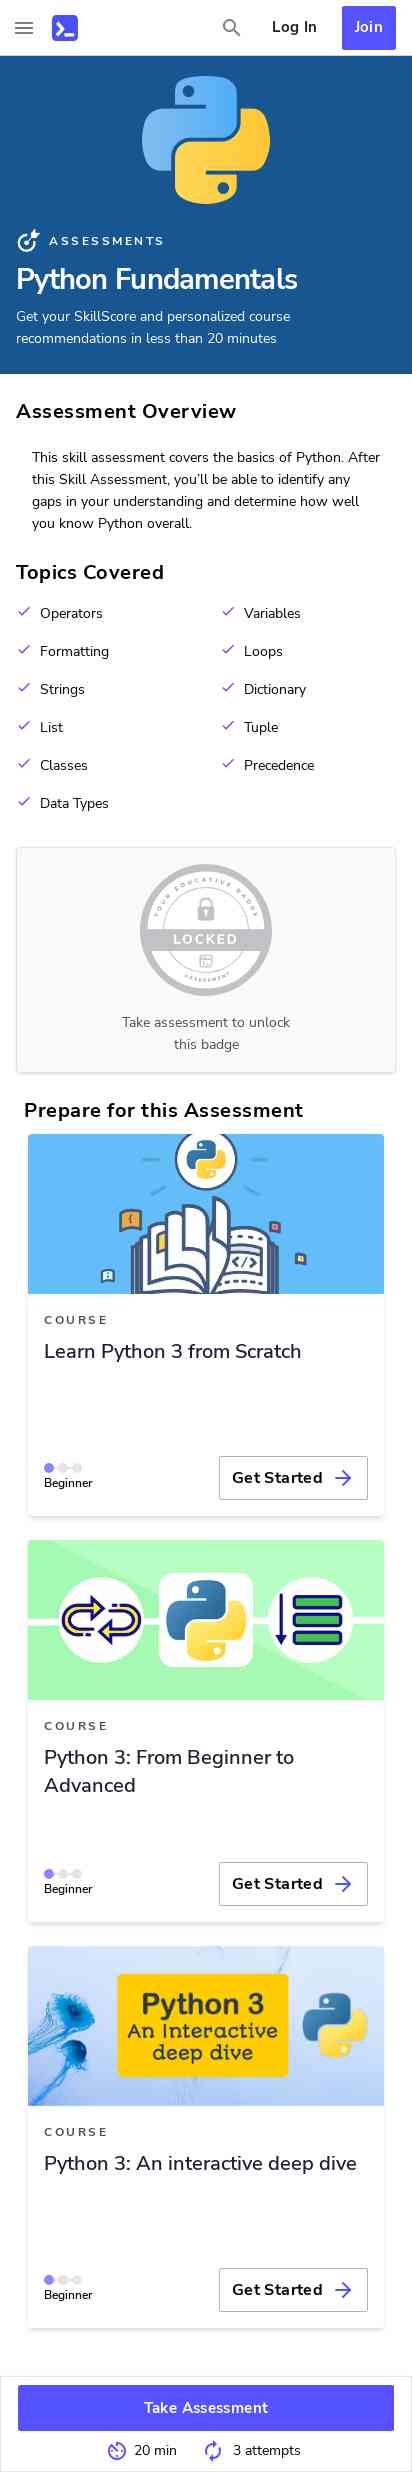 Log In
Join
ASSESSMENTS
Python Fundamentals
Get your SkillScore and personalized course
recommendations in less than 20 minutes
Assessment Overview
This skill assessment covers the basics of Python. After
this Skill Assessment, you’ll be able to identify any
gaps in your understanding and determine how well
you know Python overall.
Topics Covered
Operators
Variables
Formatting
Loops
Strings
Dictionary
List
Tuple
Classes
Precedence
Data Types
YOUR EDUCATIVE BADGE
LOCKED
ASSESSMENT
Take assessment to unlock
this badge
Prepare for this Assessment
COURSE
Learn Python 3 from Scratch
Beginner
Get Started
COURSE
Python 3: From Beginner to
Advanced
Beginner
Get Started
Python 3
An Interactive
deep dive
COURSE
Python 3: An interactive deep dive
Beginner
Get Started
Take Assessment
20 min
3 attempts